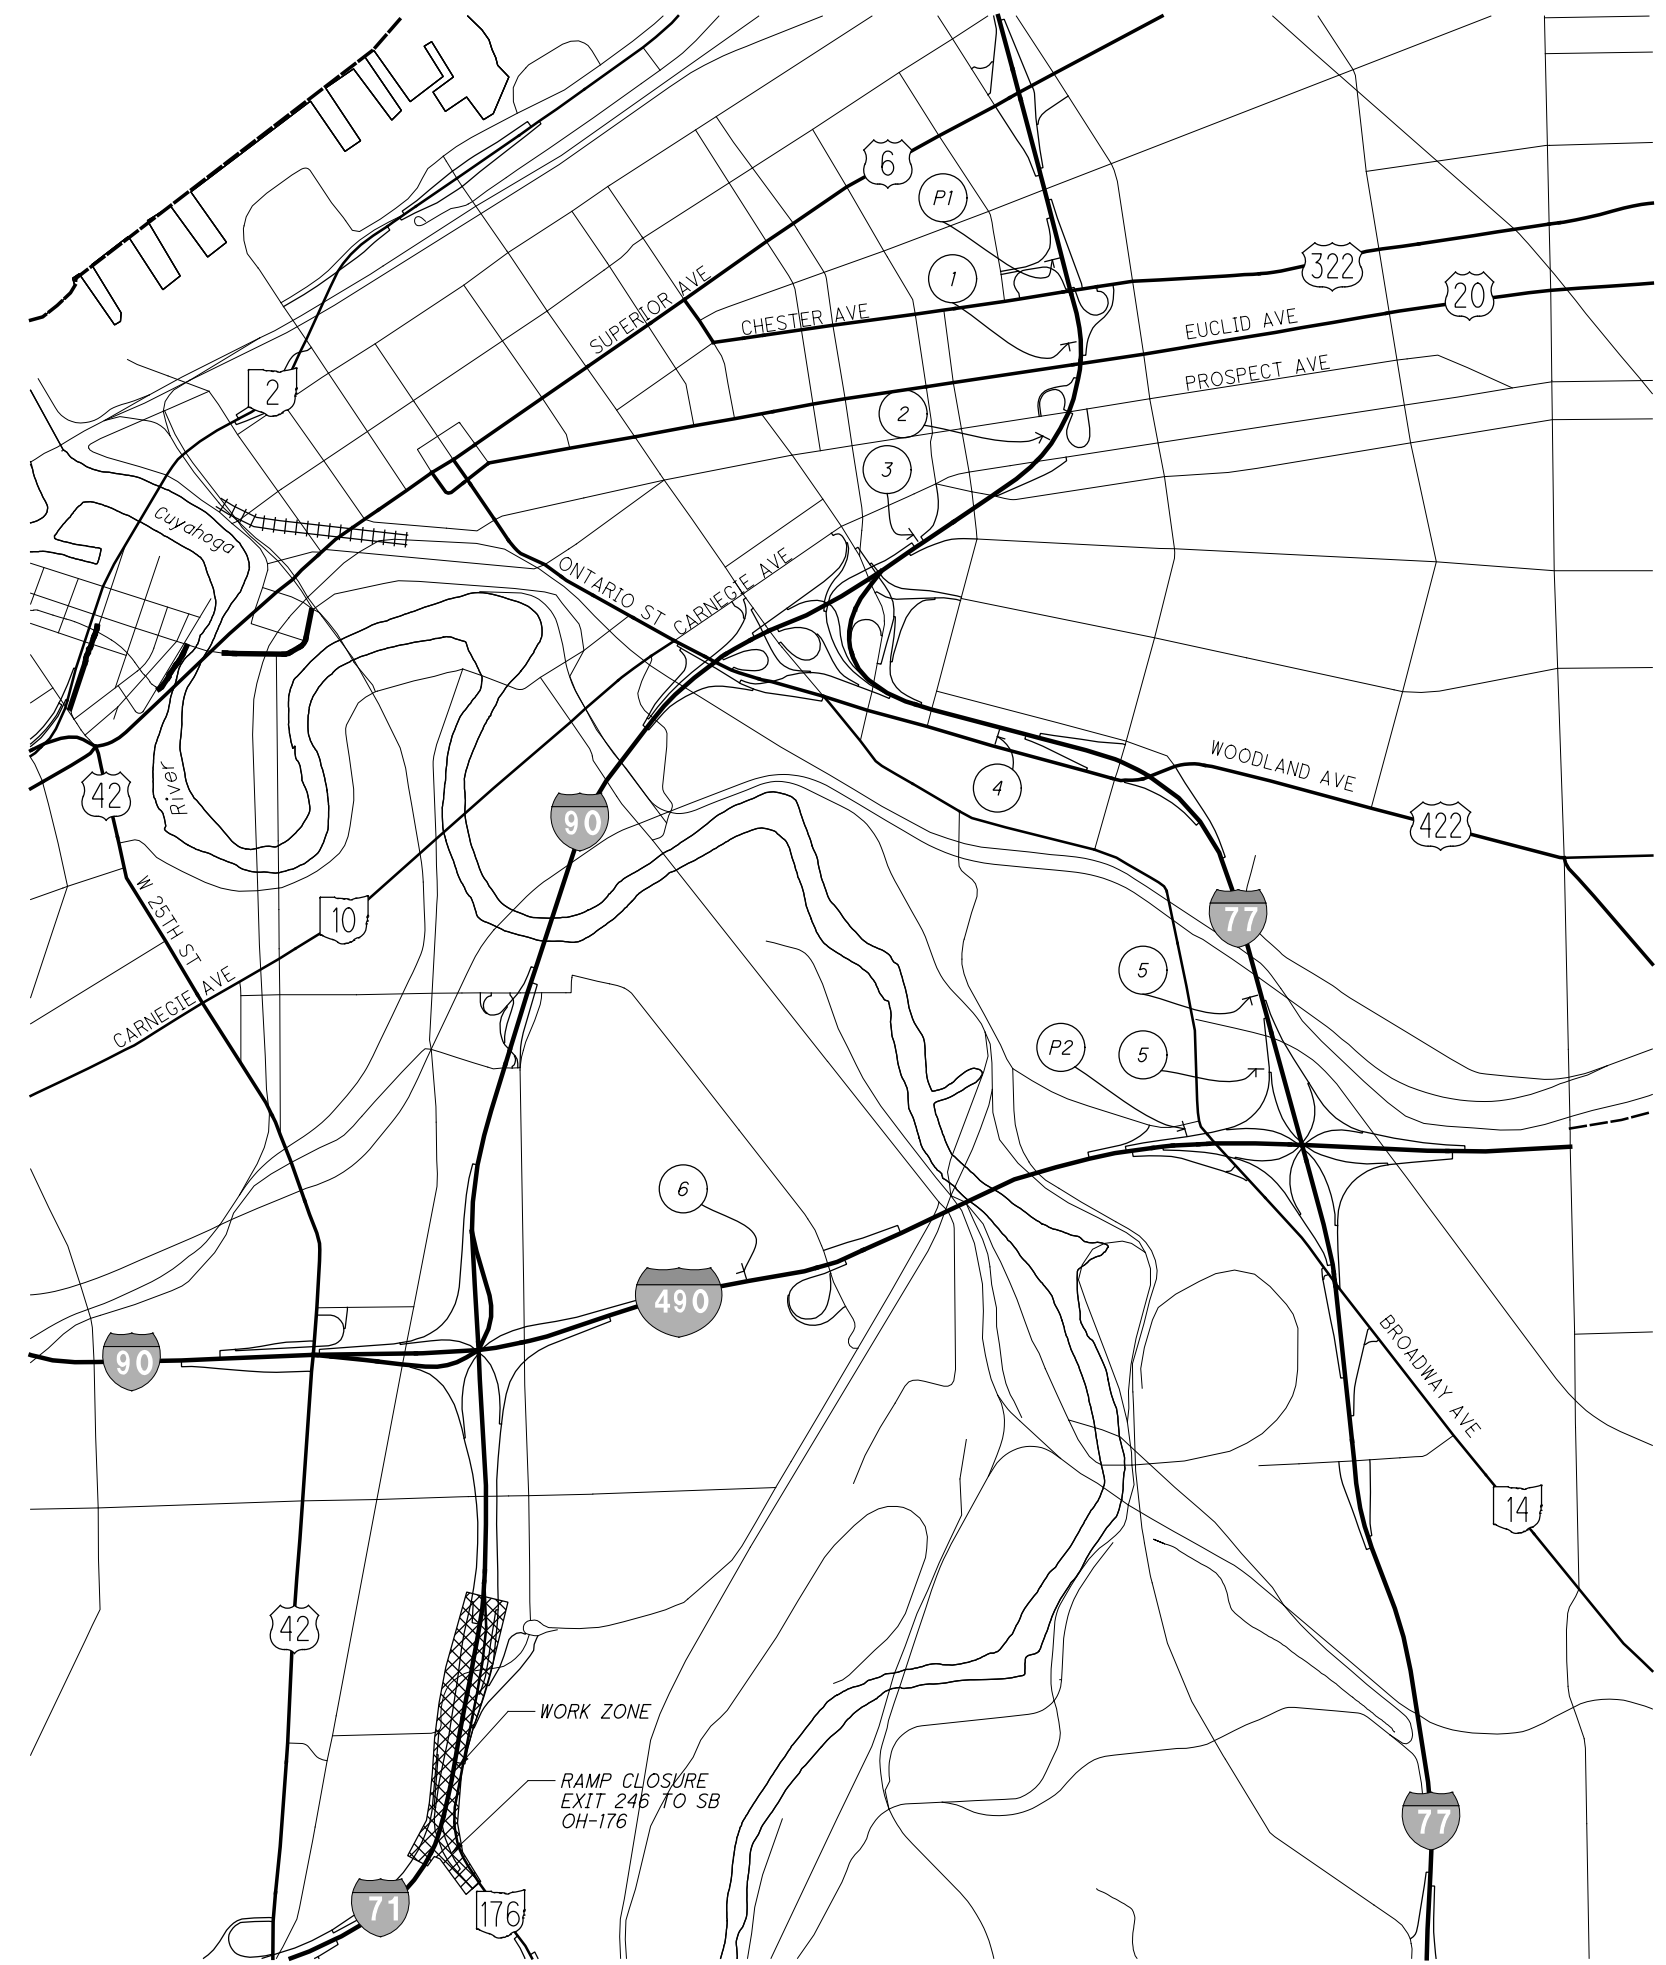 6
P1
322
1
20
SUPERIOR AVE
CHESTER AVE
EUCLID AVE
PROSPECT AVE
2
2
3
Cuyahoga
ONTARIO ST
CARNEGIE AVE
WOODLAND AVE
4
River
42
90
422
W 25TH ST
10
77
CARNEGIE AVE
5
P2
5
6
490
90
BROADWAY AVE
14
42
WORK ZONE
RAMP CLOSURE
EXIT 246 TO SB
OH-176
77
71
176